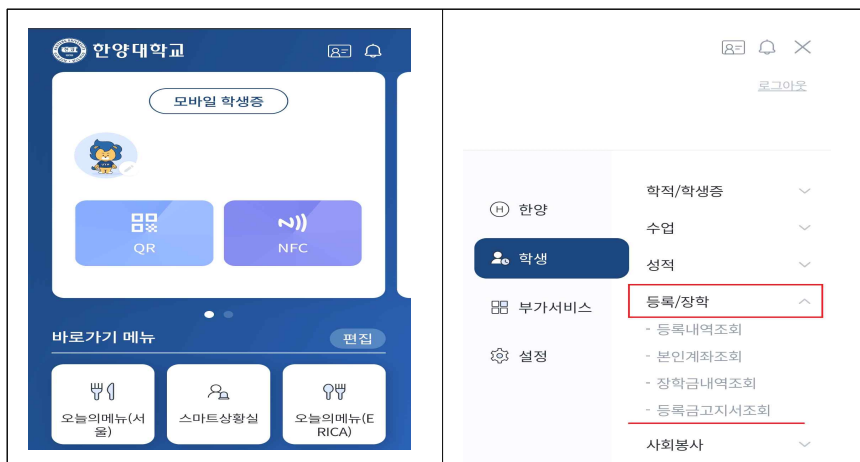 한양대학교
모바일 학생증
QR
NFC
바로가기 메뉴
편집
오늘의메뉴(서
울)
스마트상황실
오늘의메뉴(E
RICA)
로그아웃
H 한양
학생
부가서비스
설정
학적/학생증
수업
성적
등록/장학
- 등록내역조회
- 본인계좌조회
- 장학금내역조회
- 등록금고지서조회
사회봉사